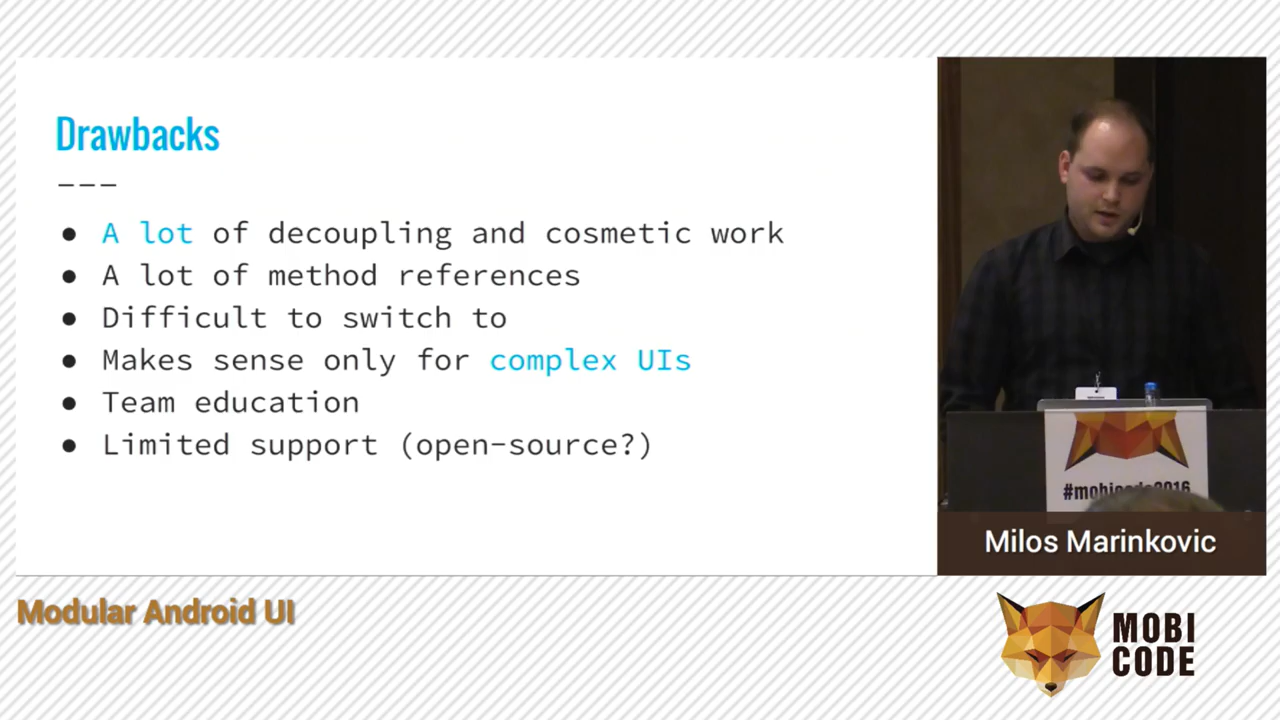 Drawbacks
---
● A lot of decoupling and cosmetic work
● A lot of method references
● Difficult to switch to
● Makes sense only for complex UIs
● Team education
● Limited support (open-source?)
#mobicode2016
Milos Marinkovic
Modular Android UI
MOBI
CODE